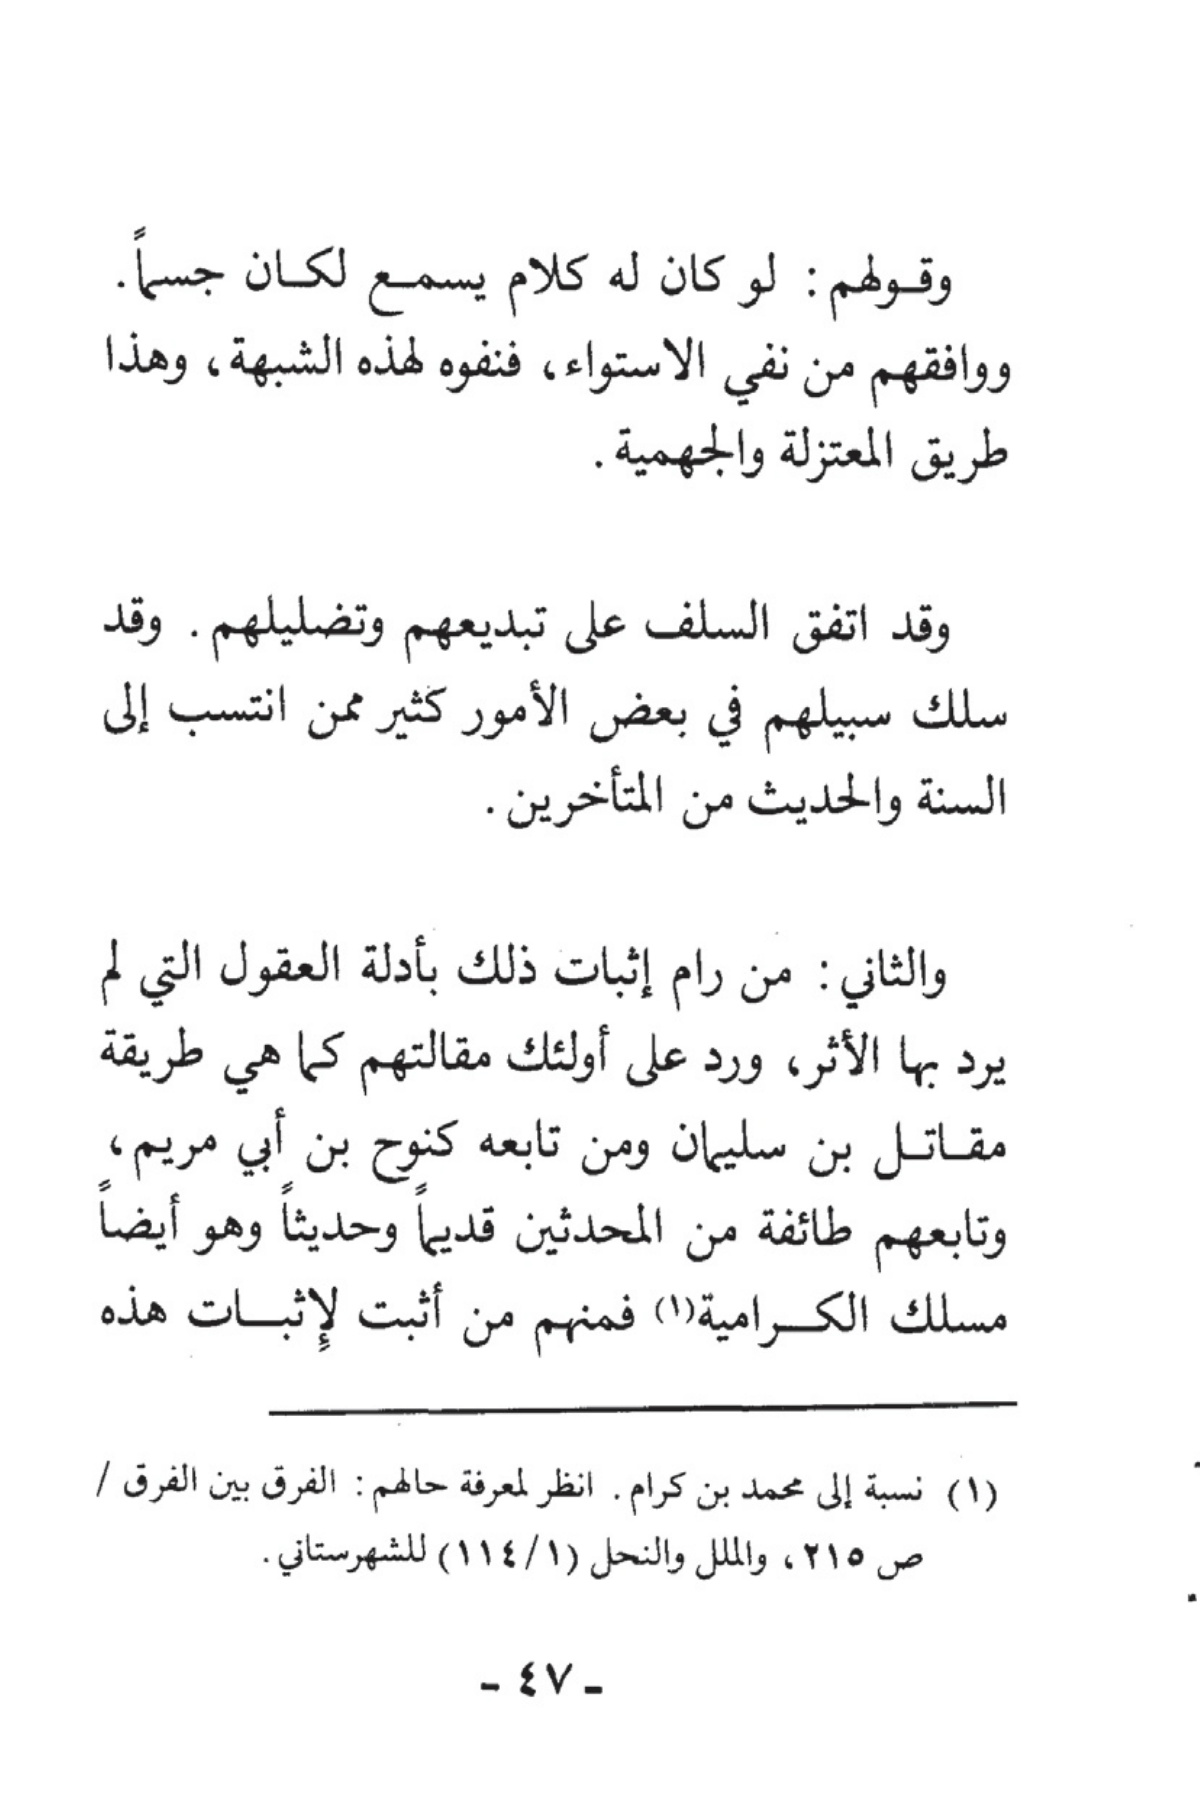 وقولهم: لو كان له كلام يسمع لكان جسماً.
ووافقهم من نفي الاستواء، فنفوه لهذه الشبهة، وهذا
طريق المعتزلة والجهمية.
وقد اتفق السلف على تبديعهم وتضليلهم. وقد
سلك سبيلهم في بعض الأمور كثير ممن انتسب إلى
السنة والحديث من المتأخرين.
والثاني: من رام إثبات ذلك بأدلة العقول التي لم
يرد بها الأثر، ورد على أولئك مقالتهم كما هي طريقة
مقاتل بن سليمان ومن تابعه كنوح بن أبي مريم،
وتابعهم طائفة من المحدثين قديماً وحديثاً وهو أيضاً
مسلك الكرامية(١) فمنهم من أثبت لإِثبات هذه
(١) نسبة إلى محمد بن كرام. انظر لمعرفة حالهم: الفرق بين الفرق /
ص ٢١٥، والملل والنحل (١١٤/١) للشهرستاني.
- ٤٧ -